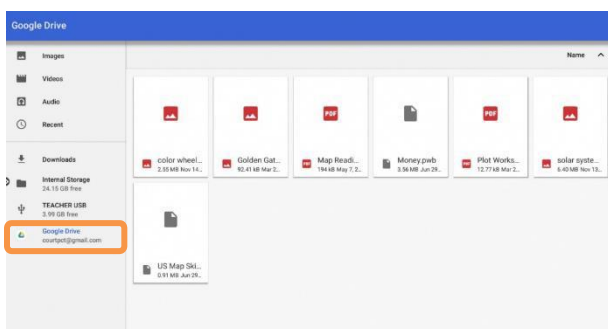 Google Drive
Images
Name
Videos
Audio
Recent
PDF
PDF
Downloads
color wheel...
2.55 MB Nov 14...
Golden Gat...
92.41 kB Mar 2...
PDF
Map Readi...
194 kB May 7, 2...
Money.pwb
3.56 MB Jun 29...
PDF
Plot Works...
12.77 kB Mar 2...
solar syste...
6.40 MB Nov 13...
Internal Storage
24.15 GB free
TEACHER USB
3.99 GB free
Google Drive
courtpct@gmail.com
US Map Ski...
0.91 MB Jun 29...